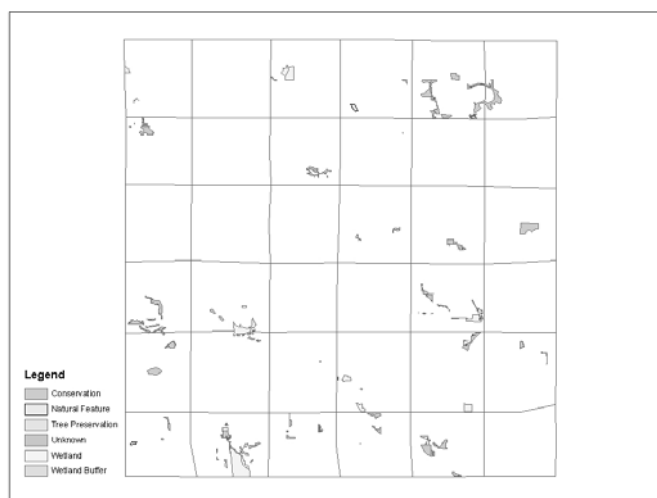 Legend
Conservation
Natural Feature
Tree Preservation
Unknown
Wetland
Wetland Buffer